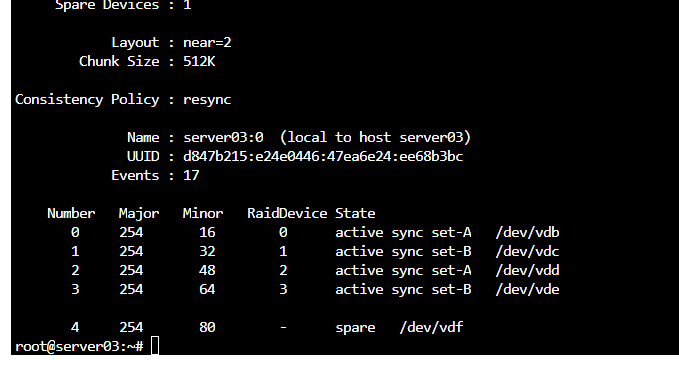 Spare Devices : 1
Layout : near=2
Chunk Size : 512K
Consistency Policy : resync
Name : server03:0  (local to host server03)
UUID : d847b215:e24e0446:47ea6e24:ee68b3bc
Events : 17
Number   Major   Minor   RaidDevice State
0     254       16        0      active sync set-A   /dev/vdb
1     254       32        1      active sync set-B   /dev/vdc
2     254       48        2      active sync set-A   /dev/vdd
3     254       64        3      active sync set-B   /dev/vde
4     254       80        -      spare   /dev/vdf
root@server03:~#